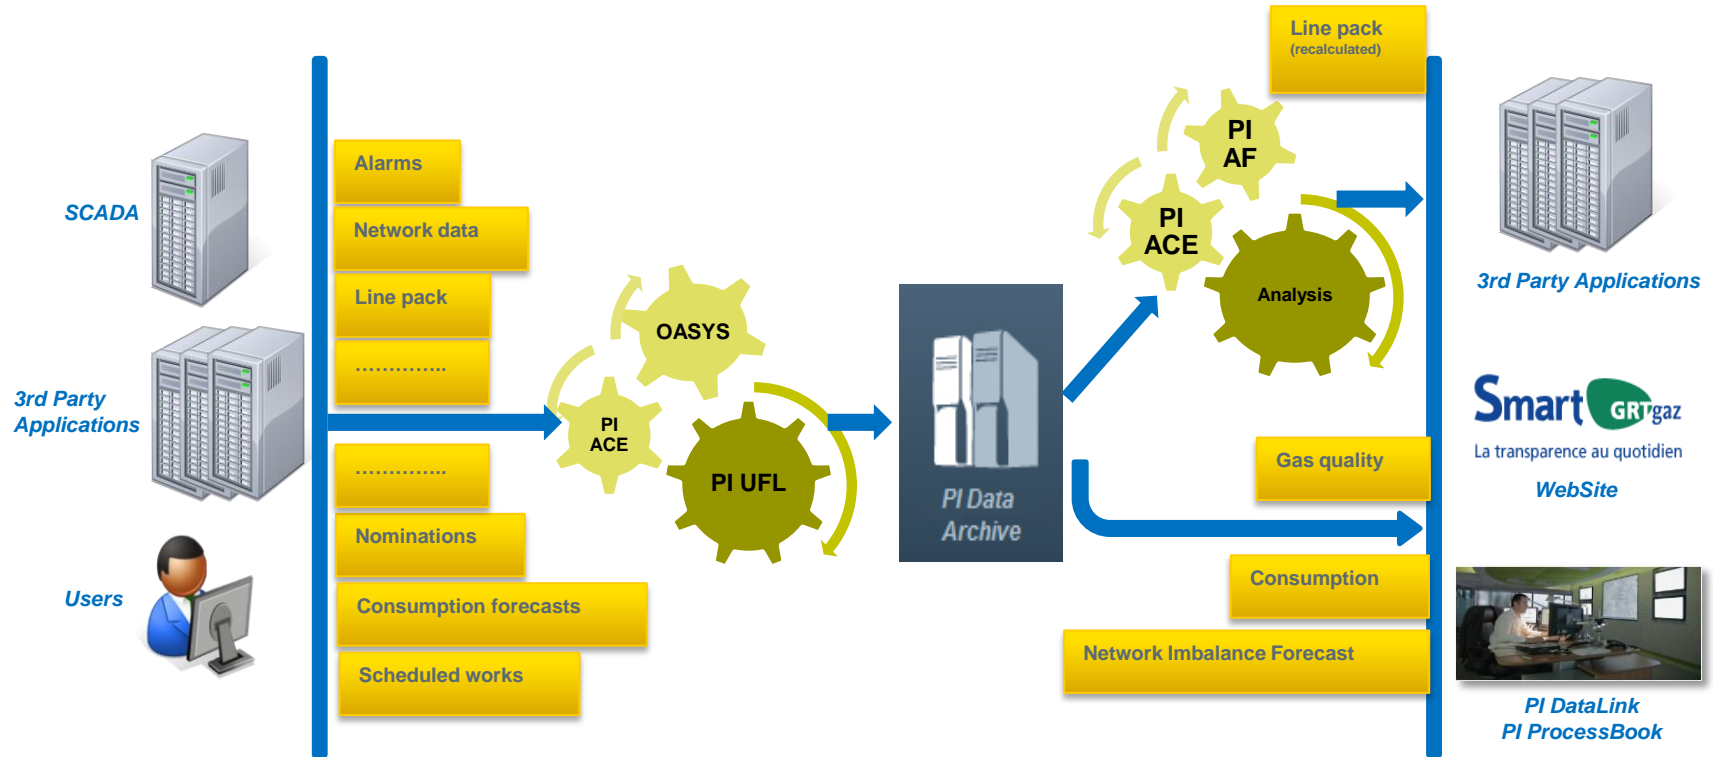 SCADA
3rd Party
Applications
Users
Alarms
Network data
Line pack
…………..
…………..
Nominations
Consumption forecasts
Scheduled works
OASYS
PI
ACE
PI UFL
PI Data
Archive
PI
AF
PI
ACE
Analysis
Line pack
(recalculated)
Gas quality
Consumption
Network Imbalance Forecast
3rd Party Applications
Smart GRTgaz
La transparence au quotidien
WebSite
PI DataLink
PI ProcessBook